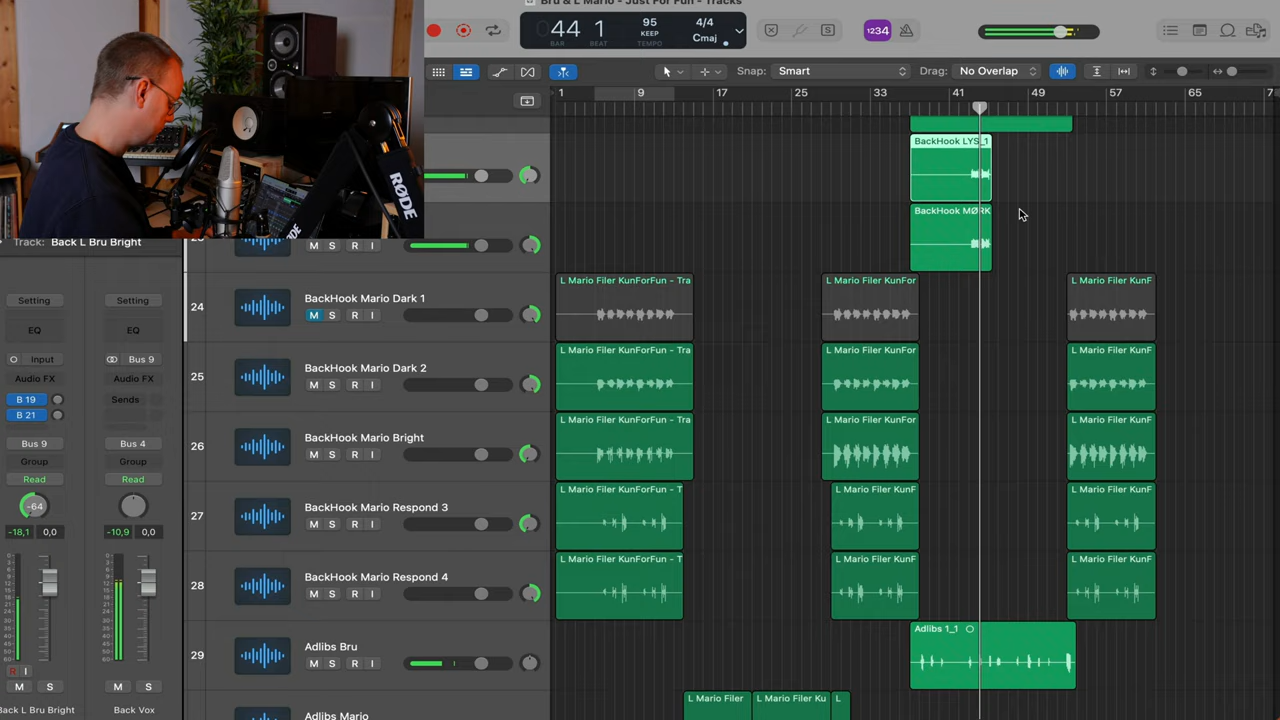 Bru & L Mario - Just For Fun - Tracks
44 1 95 4/4
KEEP Cmaj
BAR BEAT TEMPO
1234
Snap: Smart
Drag: No Overlap
1 9 17 25 33 41 49 57 65 7
BackHook LYS_1
RØDE
BackHook MØRK
Track: Back L Bru Bright
M S R I
24
BackHook Mario Dark 1
M S R I
L Mario Filer KunForFun - Tra
L Mario Filer KunForFor
L Mario Filer KunF
25
BackHook Mario Dark 2
M S R I
L Mario Filer KunForFun - Tra
L Mario Filer KunForFor
L Mario Filer KunF
26
BackHook Mario Bright
M S R I
L Mario Filer KunForFun - Tra
L Mario Filer KunForFor
L Mario Filer KunF
27
BackHook Mario Respond 3
M S R I
L Mario Filer KunForFun - T
L Mario Filer KunF
L Mario Filer KunF
28
BackHook Mario Respond 4
M S R I
L Mario Filer KunForFun - T
L Mario Filer KunF
L Mario Filer KunF
29
Adlibs Bru
M S R I
Adlibs 1_1
Adlibs Mario
L Mario Filer
L Mario Filer Ku
L
Setting Setting
EQ EQ
Input Bus 9
Audio FX Audio FX
B 19 Sends
B 21
Bus 9 Bus 4
Group Group
Read Read
-64
-18,1 0,0 -10,9 0,0
R I
M S M S
Back L Bru Bright Back Vox